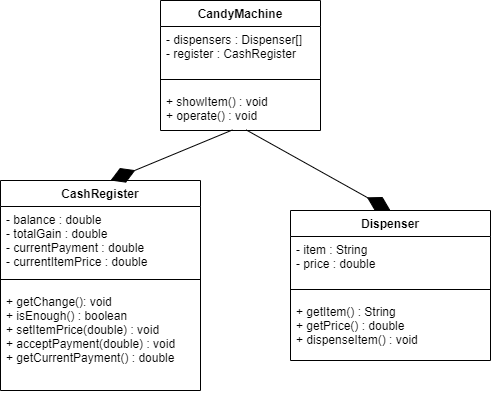 CandyMachine
- dispensers : Dispenser[]
- register : CashRegister
+ showItem() : void
+ operate() : void
CashRegister
- balance : double
- totalGain : double
- currentPayment : double
- currentItemPrice : double
+ getChange(): void
+ isEnough() : boolean
+ setItemPrice(double) : void
+ acceptPayment(double) : void
+ getCurrentPayment() : double
Dispenser
- item : String
- price : double
+ getItem() : String
+ getPrice() : double
+ dispenseItem() : void